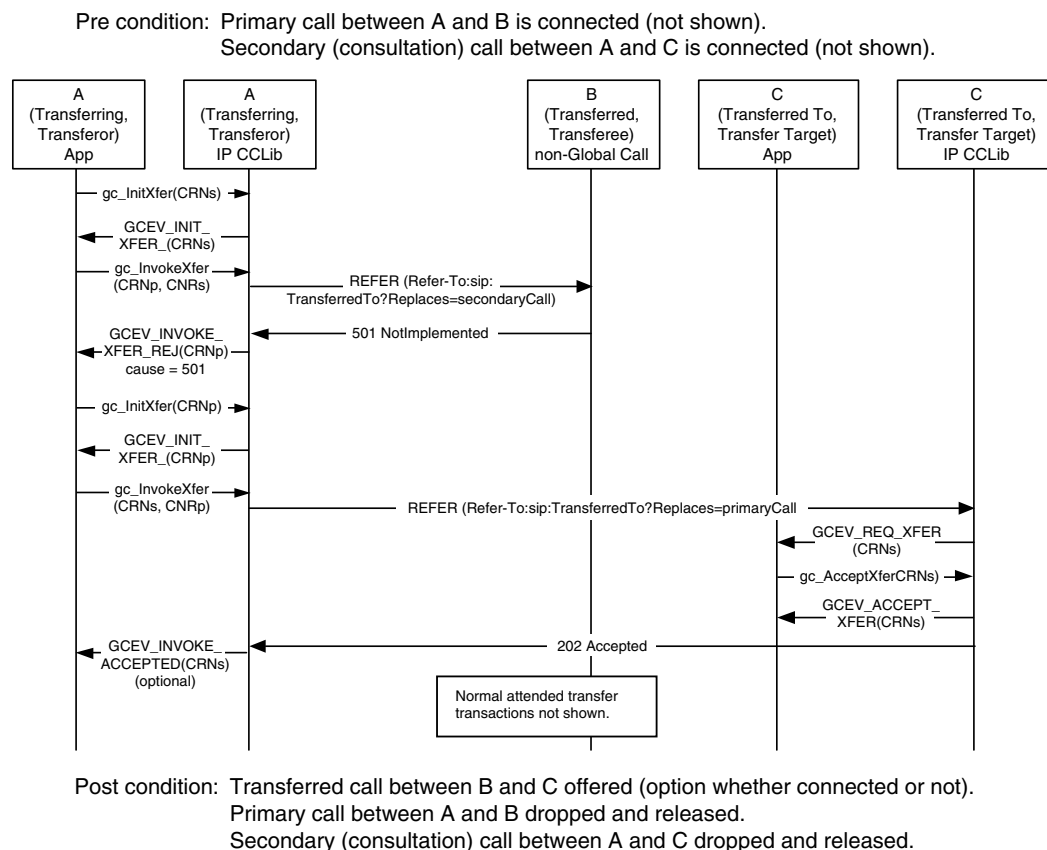 Pre condition: Primary call between A and B is connected (not shown).
Secondary (consultation) call between A and C is connected (not shown).
A
(Transferring,
Transferor)
App
A
(Transferring,
Transferor)
IP CCLib
B
(Transferred,
Transferee)
non-Global Call
C
(Transferred To,
Transfer Target)
App
C
(Transferred To,
Transfer Target)
IP CCLib
gc_InitXfer(CRNs)
GCEV_INIT_
XFER_(CRNs)
gc_InvokeXfer
(CRNp, CNRs)
REFER (Refer-To:sip:
TransferredTo?Replaces=secondaryCall)
501 NotImplemented
GCEV_INVOKE_
XFER_REJ(CRNp)
cause = 501
gc_InitXfer(CRNp)
GCEV_INIT_
XFER_(CRNp)
gc_InvokeXfer
(CRNs, CNRp)
REFER (Refer-To:sip:TransferredTo?Replaces=primaryCall
GCEV_REQ_XFER
(CRNs)
gc_AcceptXferCRNs)
GCEV_ACCEPT_
XFER(CRNs)
202 Accepted
GCEV_INVOKE_
ACCEPTED(CRNs)
(optional)
Normal attended transfer
transactions not shown.
Post condition: Transferred call between B and C offered (option whether connected or not).
Primary call between A and B dropped and released.
Secondary (consultation) call between A and C dropped and released.